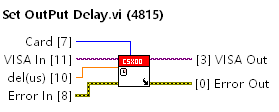 Set OutPut Delay.vi (4815)
Card [7]
VISA In [11]
CSX00
[3] VISA Out
del(us) [10]
[0] Error Out
Error In [8]